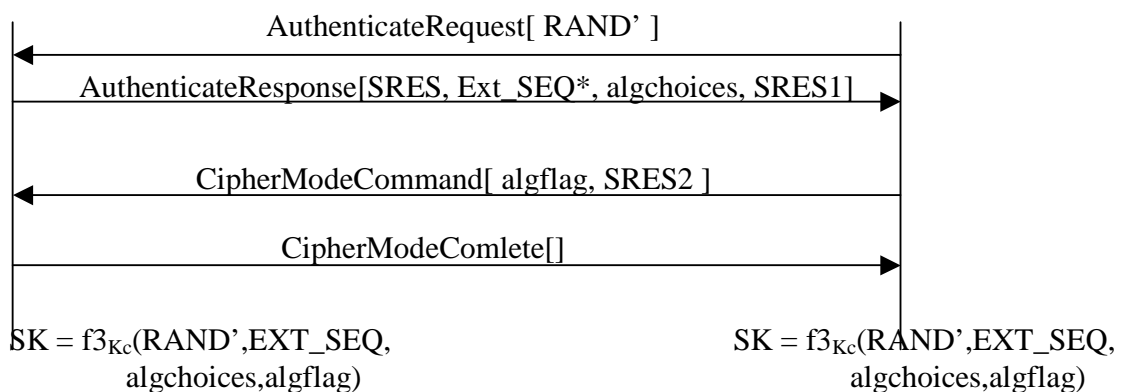 AuthenticateRequest[ RAND’ ]
AuthenticateResponse[SRES, Ext_SEQ*, algchoices, SRES1]
CipherModeCommand[ algflag, SRES2 ]
CipherModeComlete[]
SK = f3Kc(RAND’,EXT_SEQ,
algchoices,algflag)
SK = f3Kc(RAND’,EXT_SEQ,
algchoices,algflag)